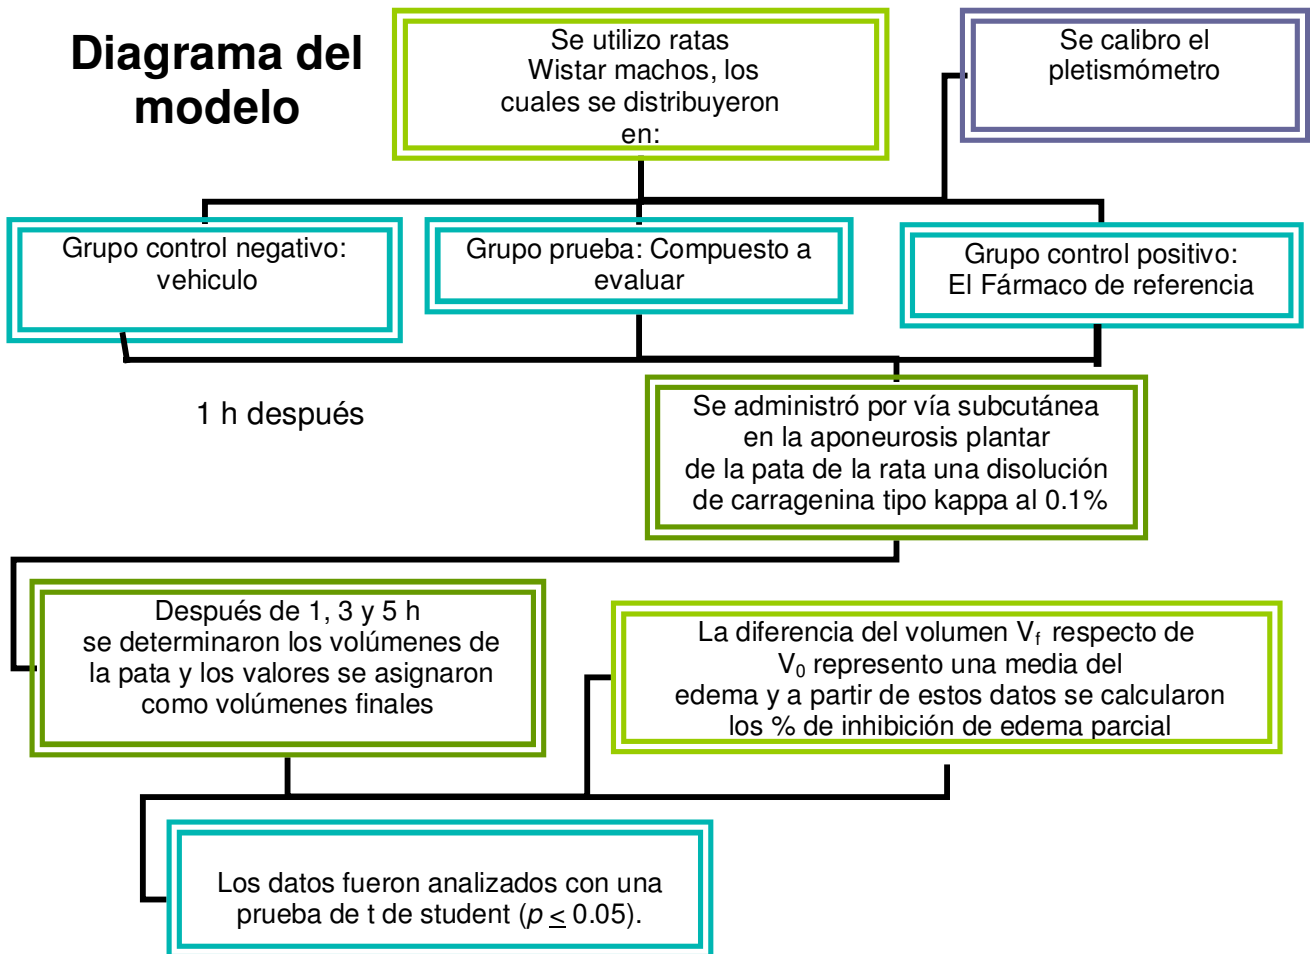 Diagrama del
modelo
Se utilizo ratas
Wistar machos, los
cuales se distribuyeron
en:
Se calibro el
pletismómetro
Grupo control negativo:
vehiculo
Grupo prueba: Compuesto a
evaluar
Grupo control positivo:
El Fármaco de referencia
1 h después
Se administró por vía subcutánea
en la aponeurosis plantar
de la pata de la rata una disolución
de carragenina tipo kappa al 0.1%
Después de 1, 3 y 5 h
se determinaron los volúmenes de
la pata y los valores se asignaron
como volúmenes finales
La diferencia del volumen V_f respecto de
V_0 represento una media del
edema y a partir de estos datos se calcularon
los % de inhibición de edema parcial
Los datos fueron analizados con una
prueba de t de student (p ≤ 0.05).